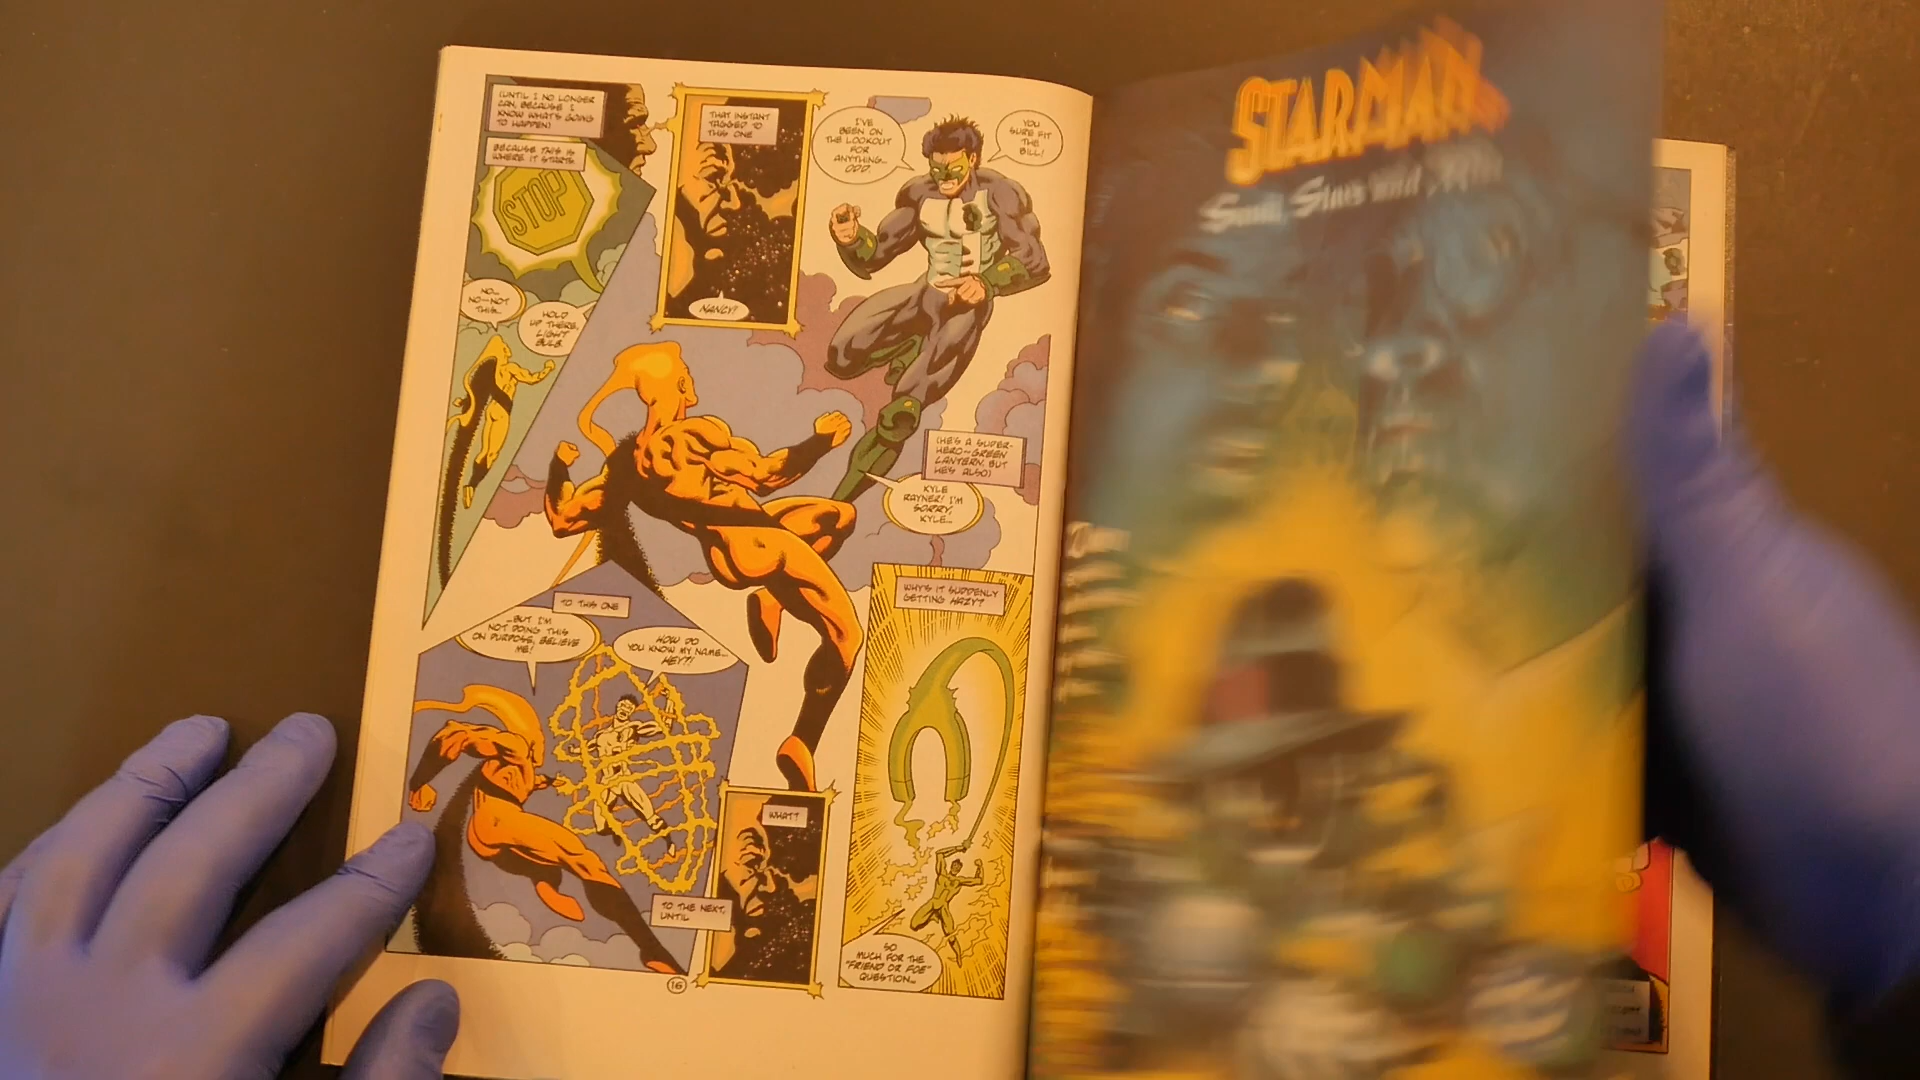 (UNTIL I NO LONGER
CAN, BECAUSE I
KNOW WHAT'S GOING
TO HAPPEN)
BECAUSE THIS IS
WHERE IT STARTS
STOP
NO...
NO--NOT
THIS...
HOLD
UP THERE,
LIGHT
BULB.
THAT INSTANT
TAGGED TO
THIS ONE
NANCY?
I'VE
BEEN ON
THE LOOKOUT
FOR
ANYTHING...
ODD.
YOU
SURE FIT
THE
BILL!
(HE'S A SUPER-
HERO--GREEN
LANTERN, BUT
HE'S ALSO)
KYLE
RAYNER! I'M
SORRY,
KYLE...
TO THIS ONE
...BUT I'M
NOT DOING THIS
ON PURPOSE, BELIEVE
ME!
HOW DO
YOU KNOW MY NAME...
HEY?!
WHAT?
TO THE NEXT,
UNTIL
WHY'S IT SUDDENLY
GETTING HAZY?
SO
MUCH FOR THE
"FRIEND OR FOE"
QUESTION...
16
STARMAN
Stars and